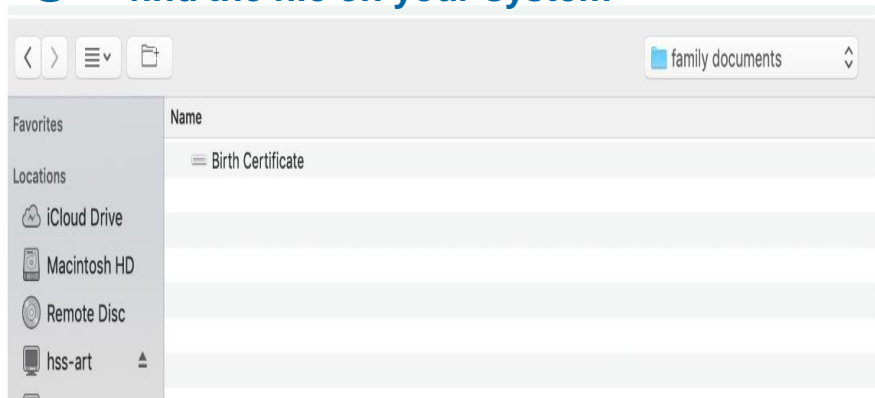 find the file on your System
family documents
Favorites
Name
Birth Certificate
Locations
iCloud Drive
Macintosh HD
Remote Disc
hss-art